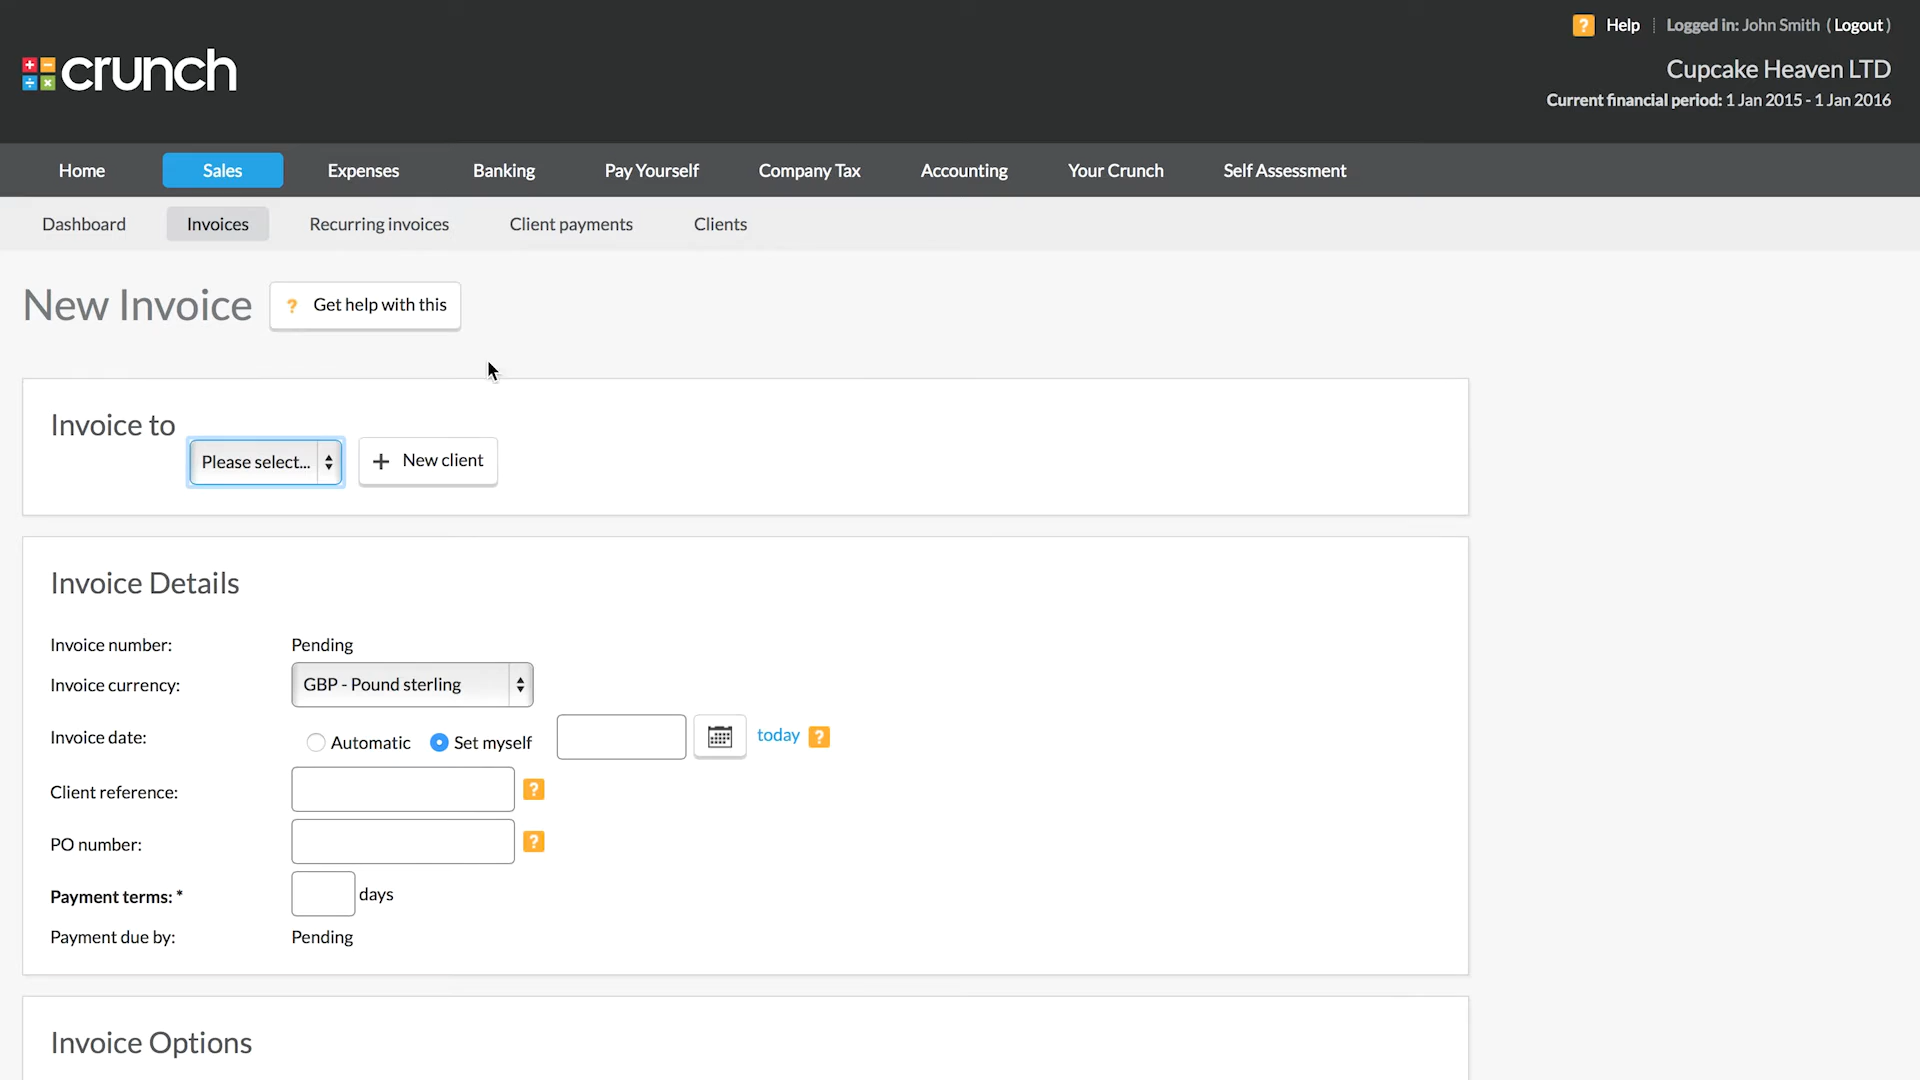 ? Help Logged in: John Smith ( Logout )
crunch
Cupcake Heaven LTD
Current financial period: 1 Jan 2015 - 1 Jan 2016
Home Sales Expenses Banking Pay Yourself Company Tax Accounting Your Crunch Self Assessment
Dashboard Invoices Recurring invoices Client payments Clients
New Invoice ? Get help with this
Invoice to
Please select... + New client
Invoice Details
Invoice number: Pending
Invoice currency: GBP - Pound sterling
Invoice date: Automatic Set myself today ?
Client reference: ?
PO number: ?
Payment terms: * days
Payment due by: Pending
Invoice Options